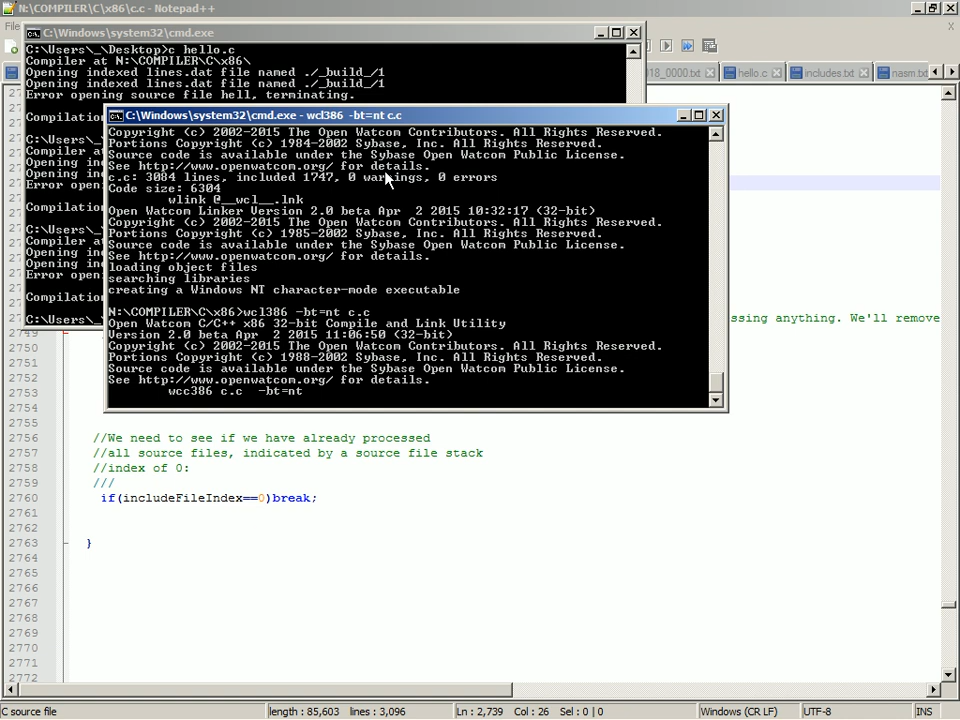 N:\COMPILER\C\x86\c.c - Notepad++
File
018_0000.txt hello.c includes.txt nasm.txt
C:\Windows\system32\cmd.exe
C:\Users\_\Desktop>c hello.c
Compiler at N:\COMPILER\C\x86\
Opening indexed lines.dat file named ./_build_/1
Opening indexed lines.dat file named ./_build_/1
Error opening source file hell, terminating.
Compilation
C:\Users\_
Compiler at
Opening ind
Opening ind
Error open
Compilation
C:\Users\_
Compiler at
Opening ind
Opening ind
Error open
Compilation
C:\Users\_
C:\Windows\system32\cmd.exe - wcl386 -bt=nt c.c
Copyright (c) 2002-2015 The Open Watcom Contributors. All Rights Reserved.
Portions Copyright (c) 1984-2002 Sybase, Inc. All Rights Reserved.
Source code is available under the Sybase Open Watcom Public License.
See http://www.openwatcom.org/ for details.
c.c: 3084 lines, included 1747, 0 warnings, 0 errors
Code size: 6304
wlink @__wcl__.lnk
Open Watcom Linker Version 2.0 beta Apr 2 2015 10:32:17 (32-bit)
Copyright (c) 2002-2015 The Open Watcom Contributors. All Rights Reserved.
Portions Copyright (c) 1985-2002 Sybase, Inc. All Rights Reserved.
Source code is available under the Sybase Open Watcom Public License.
See http://www.openwatcom.org/ for details.
loading object files
searching libraries
creating a Windows NT character-mode executable
N:\COMPILER\C\x86>wcl386 -bt=nt c.c
Open Watcom C/C++ x86 32-bit Compile and Link Utility
Version 2.0 beta Apr 2 2015 11:06:50 (32-bit)
Copyright (c) 2002-2015 The Open Watcom Contributors. All Rights Reserved.
Portions Copyright (c) 1988-2002 Sybase, Inc. All Rights Reserved.
Source code is available under the Sybase Open Watcom Public License.
See http://www.openwatcom.org/ for details.
wcc386 c.c -bt=nt
ssing anything. We'll remove
2749
2750
2751
2752
2753
2754
2755
2756 //We need to see if we have already processed
2757 //all source files, indicated by a source file stack
2758 //index of 0:
2759 ///
2760 if(includeFileIndex==0)break;
2761
2762
2763 }
2764
2765
2766
2767
2768
2769
2770
2771
2772
C source file length : 85,603 lines : 3,096 Ln : 2,739 Col : 26 Sel : 0 | 0 Windows (CR LF) UTF-8 INS